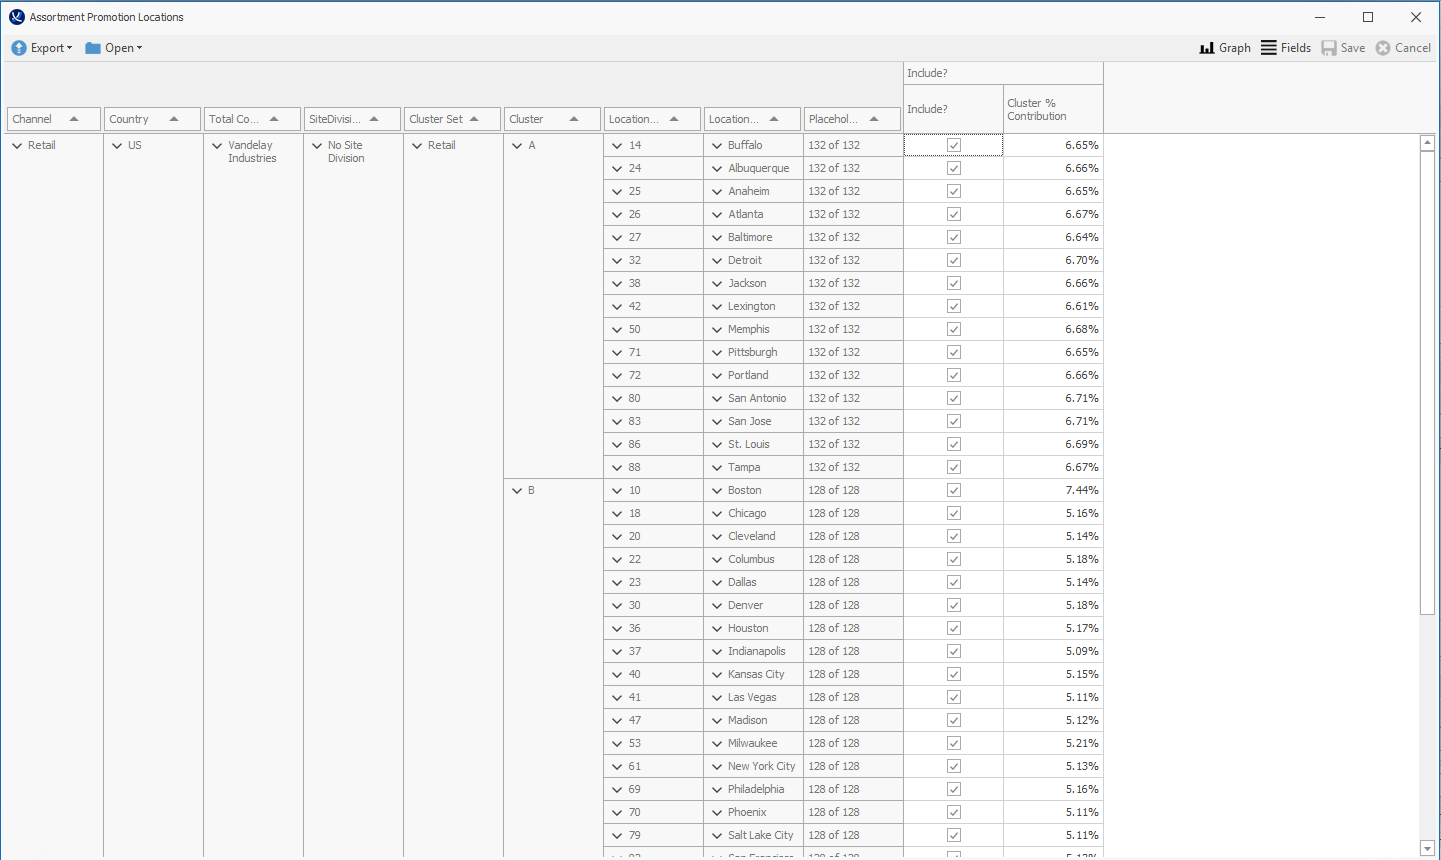 Assortment Promotion Locations
Export Open Graph Fields Save Cancel
Include?
Channel Country Total Co... SiteDivisi... Cluster Set Cluster Location... Location... Placehol... Include? Cluster % Contribution
Retail US Vandelay Industries No Site Division Retail A 14 Buffalo 132 of 132 6.65%
24 Albuquerque 132 of 132 6.66%
25 Anaheim 132 of 132 6.65%
26 Atlanta 132 of 132 6.67%
27 Baltimore 132 of 132 6.64%
32 Detroit 132 of 132 6.70%
38 Jackson 132 of 132 6.66%
42 Lexington 132 of 132 6.61%
50 Memphis 132 of 132 6.68%
71 Pittsburgh 132 of 132 6.65%
72 Portland 132 of 132 6.66%
80 San Antonio 132 of 132 6.71%
83 San Jose 132 of 132 6.71%
86 St. Louis 132 of 132 6.69%
88 Tampa 132 of 132 6.67%
B 10 Boston 128 of 128 7.44%
18 Chicago 128 of 128 5.16%
20 Cleveland 128 of 128 5.14%
22 Columbus 128 of 128 5.18%
23 Dallas 128 of 128 5.14%
30 Denver 128 of 128 5.18%
36 Houston 128 of 128 5.17%
37 Indianapolis 128 of 128 5.09%
40 Kansas City 128 of 128 5.15%
41 Las Vegas 128 of 128 5.11%
47 Madison 128 of 128 5.12%
53 Milwaukee 128 of 128 5.21%
61 New York City 128 of 128 5.13%
69 Philadelphia 128 of 128 5.16%
70 Phoenix 128 of 128 5.11%
79 Salt Lake City 128 of 128 5.11%